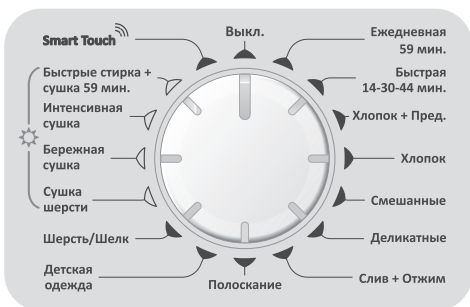 Smart Touch
Выкл.
Ежедневная
59 мин.
Быстрая
14-30-44 мин.
Хлопок + Пред.
Хлопок
Смешанные
Деликатные
Слив + Отжим
Полоскание
Детская
одежда
Шерсть/Шелк
Сушка
шерсти
Бережная
сушка
Интенсивная
сушка
Быстрые стирка +
сушка 59 мин.